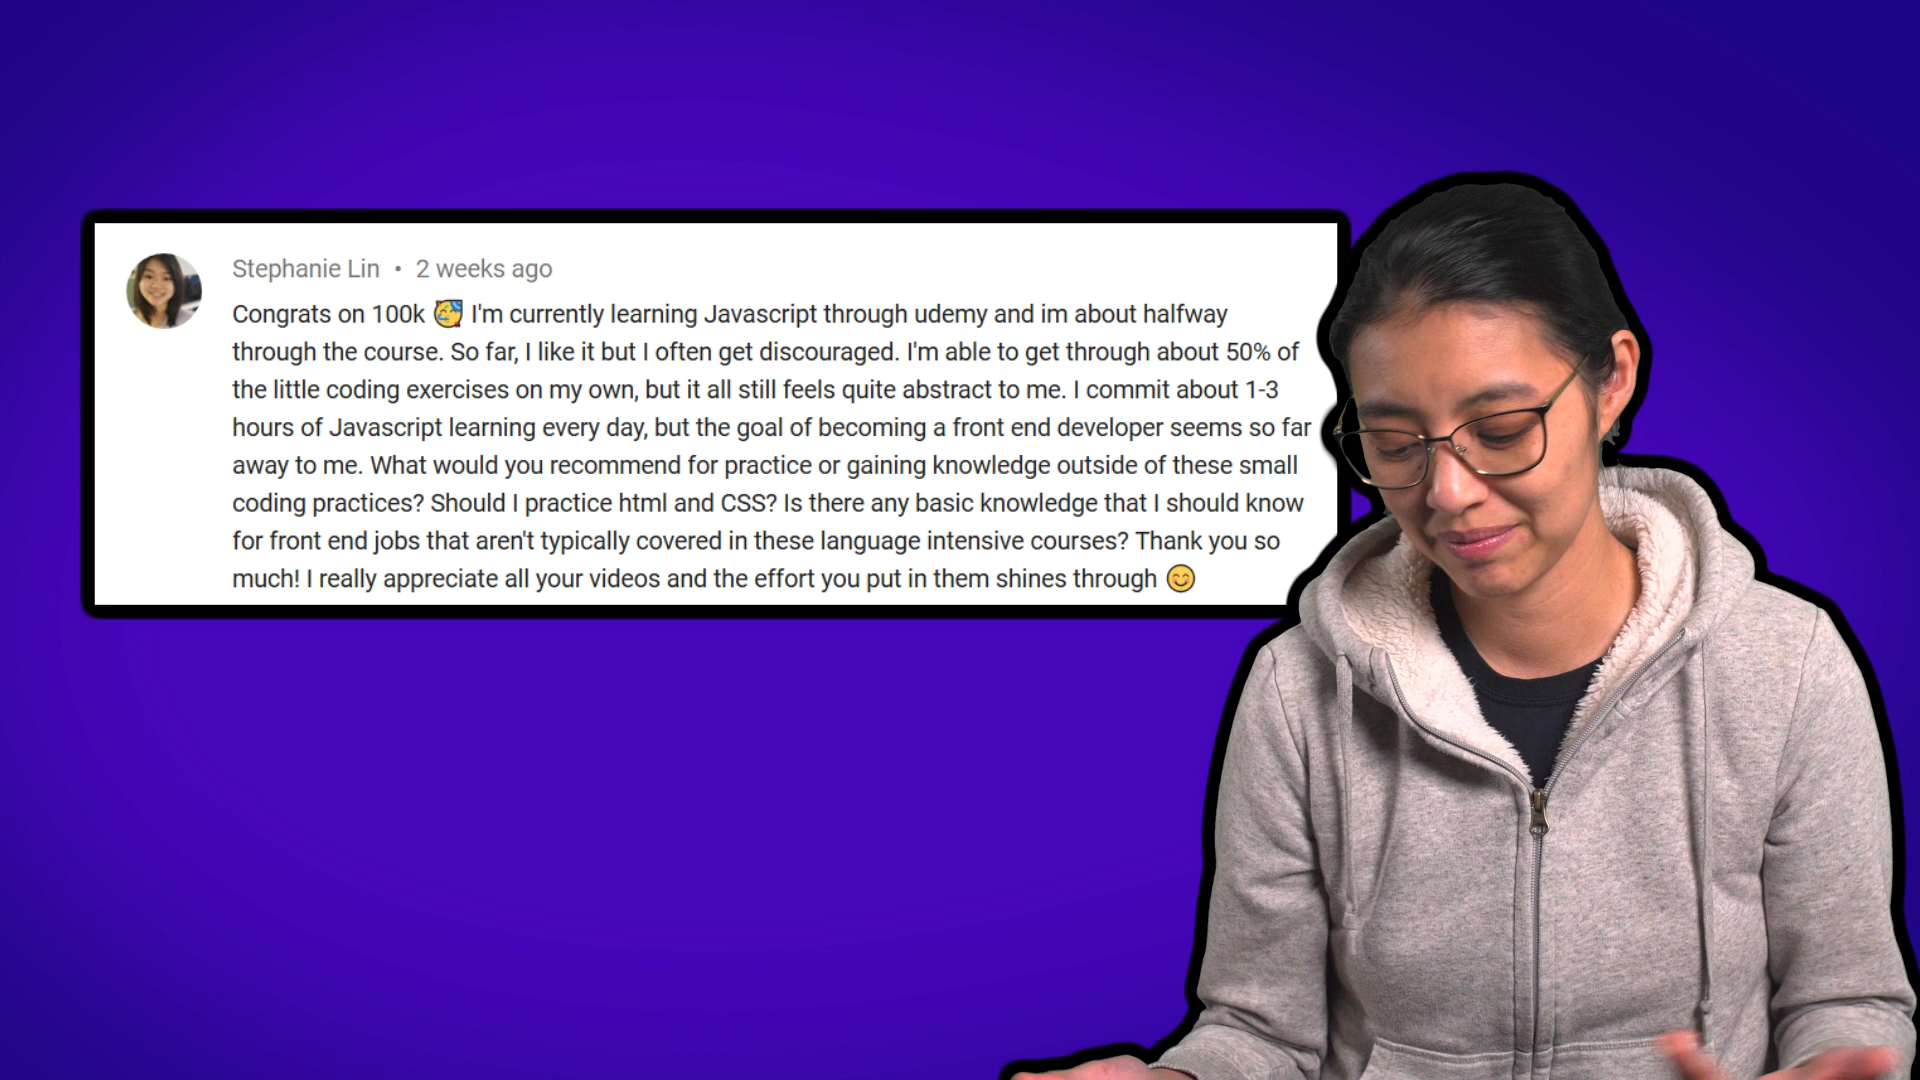 Stephanie Lin • 2 weeks ago
Congrats on 100k 🥳 I'm currently learning Javascript through udemy and im about halfway
through the course. So far, I like it but I often get discouraged. I'm able to get through about 50% of
the little coding exercises on my own, but it all still feels quite abstract to me. I commit about 1-3
hours of Javascript learning every day, but the goal of becoming a front end developer seems so far
away to me. What would you recommend for practice or gaining knowledge outside of these small
coding practices? Should I practice html and CSS? Is there any basic knowledge that I should know
for front end jobs that aren't typically covered in these language intensive courses? Thank you so
much! I really appreciate all your videos and the effort you put in them shines through 😊